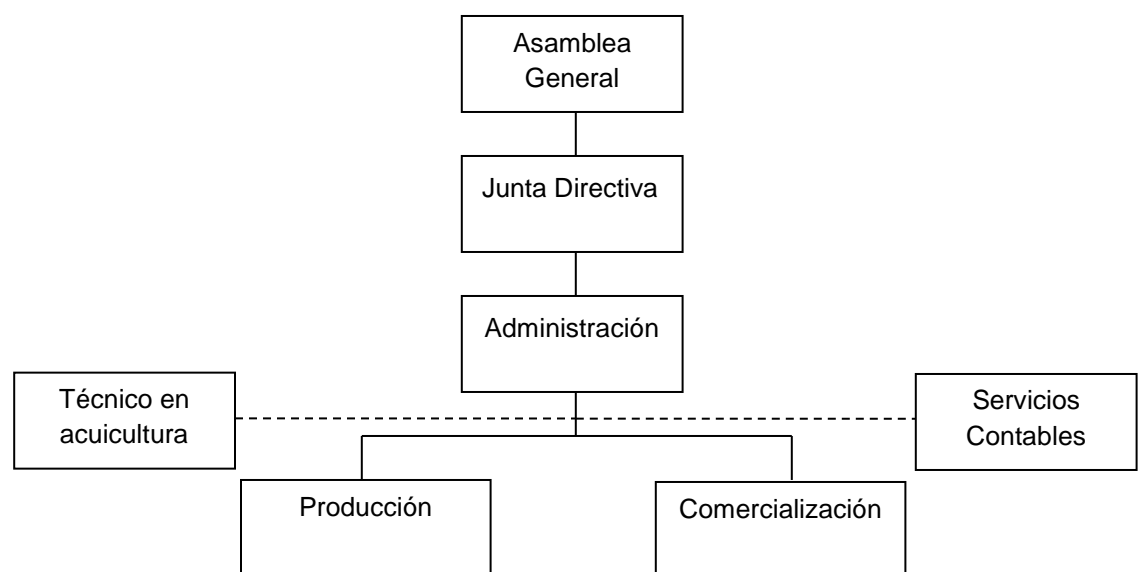 Asamblea
General
Junta Directiva
Administración
Técnico en
acuicultura
Servicios
Contables
Producción
Comercialización